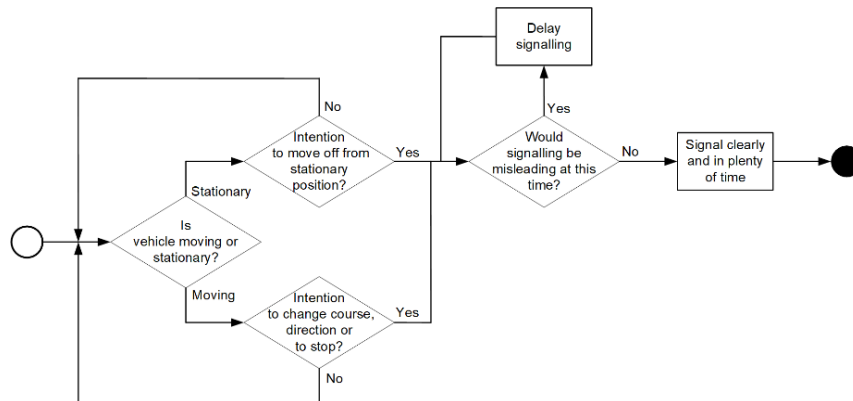 Delay
signalling
Yes
No
Intention
to move off from
stationary
position?
Yes
Would
signalling be
misleading at this
time?
No
Signal clearly
and in plenty
of time
Stationary
Is
vehicle moving or
stationary?
Moving
Intention
to change course,
direction or
to stop?
Yes
No